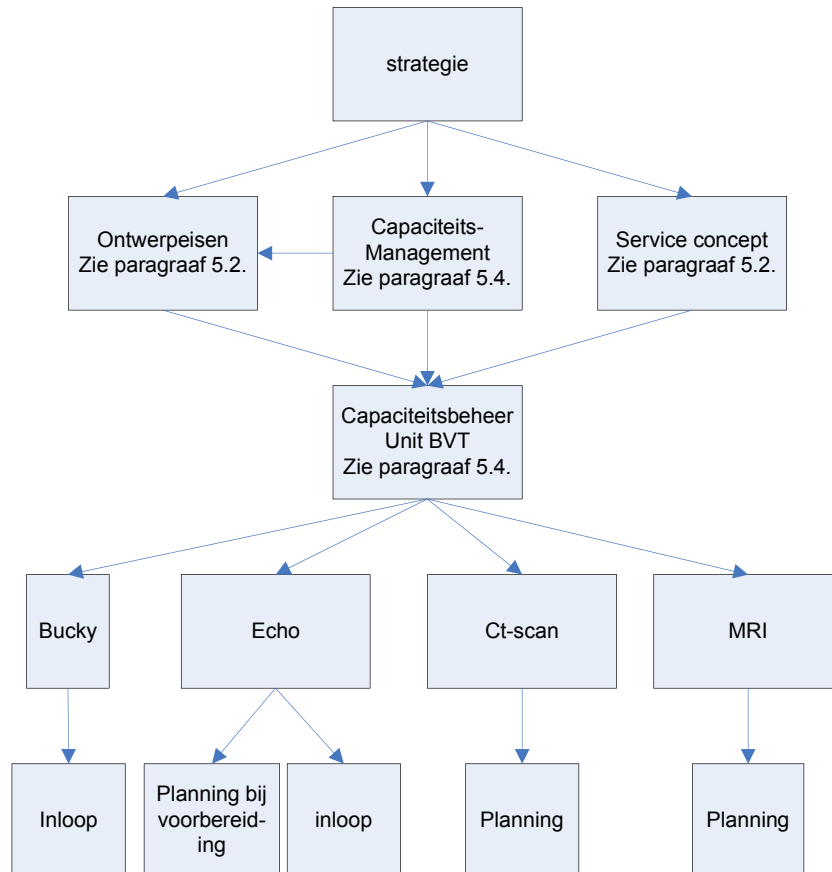 strategie
Ontwerpeisen
Zie paragraaf 5.2.
Capaciteits-
Management
Zie paragraaf 5.4.
Service concept
Zie paragraaf 5.2.
Capaciteitsbeheer
Unit BVT
Zie paragraaf 5.4.
Bucky
Echo
Ct-scan
MRI
Inloop
Planning bij
voorbereid-
ing
inloop
Planning
Planning